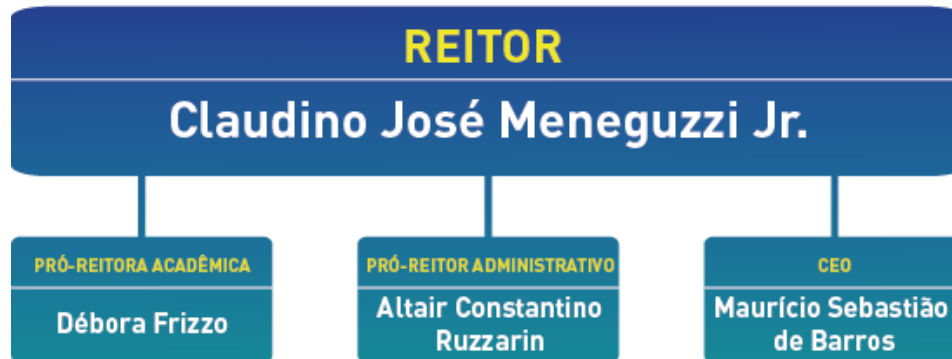 REITOR
Claudino José Meneguzzi Jr.
PRÓ-REITORA ACADÊMICA
Débora Frizzo
PRÓ-REITOR ADMINISTRATIVO
Altair Constantino
Ruzzarin
CEO
Maurício Sebastião
de Barros